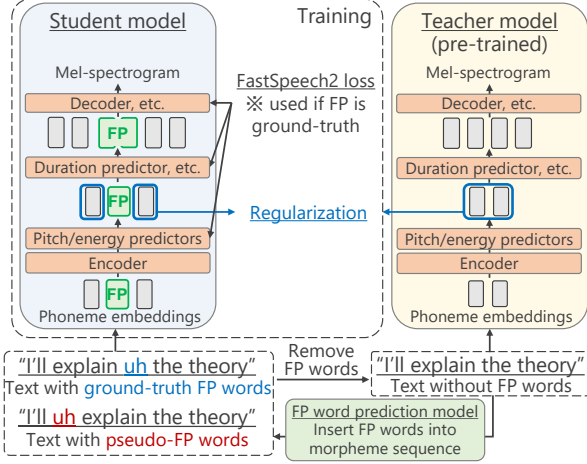 Student model
Training
Teacher model
(pre-trained)
Mel-spectrogram
Decoder, etc.
FP
Duration predictor, etc.
FP
Pitch/energy predictors
Encoder
FP
Phoneme embeddings
FastSpeech2 loss
※ used if FP is
ground-truth
Regularization
Mel-spectrogram
Decoder, etc.
Duration predictor, etc.
Pitch/energy predictors
Encoder
Phoneme embeddings
“I’ll explain uh the theory”
Text with ground-truth FP words
“I’ll uh explain the theory”
Text with pseudo-FP words
Remove
FP words
“I’ll explain the theory”
Text without FP words
FP word prediction model
Insert FP words into
morpheme sequence